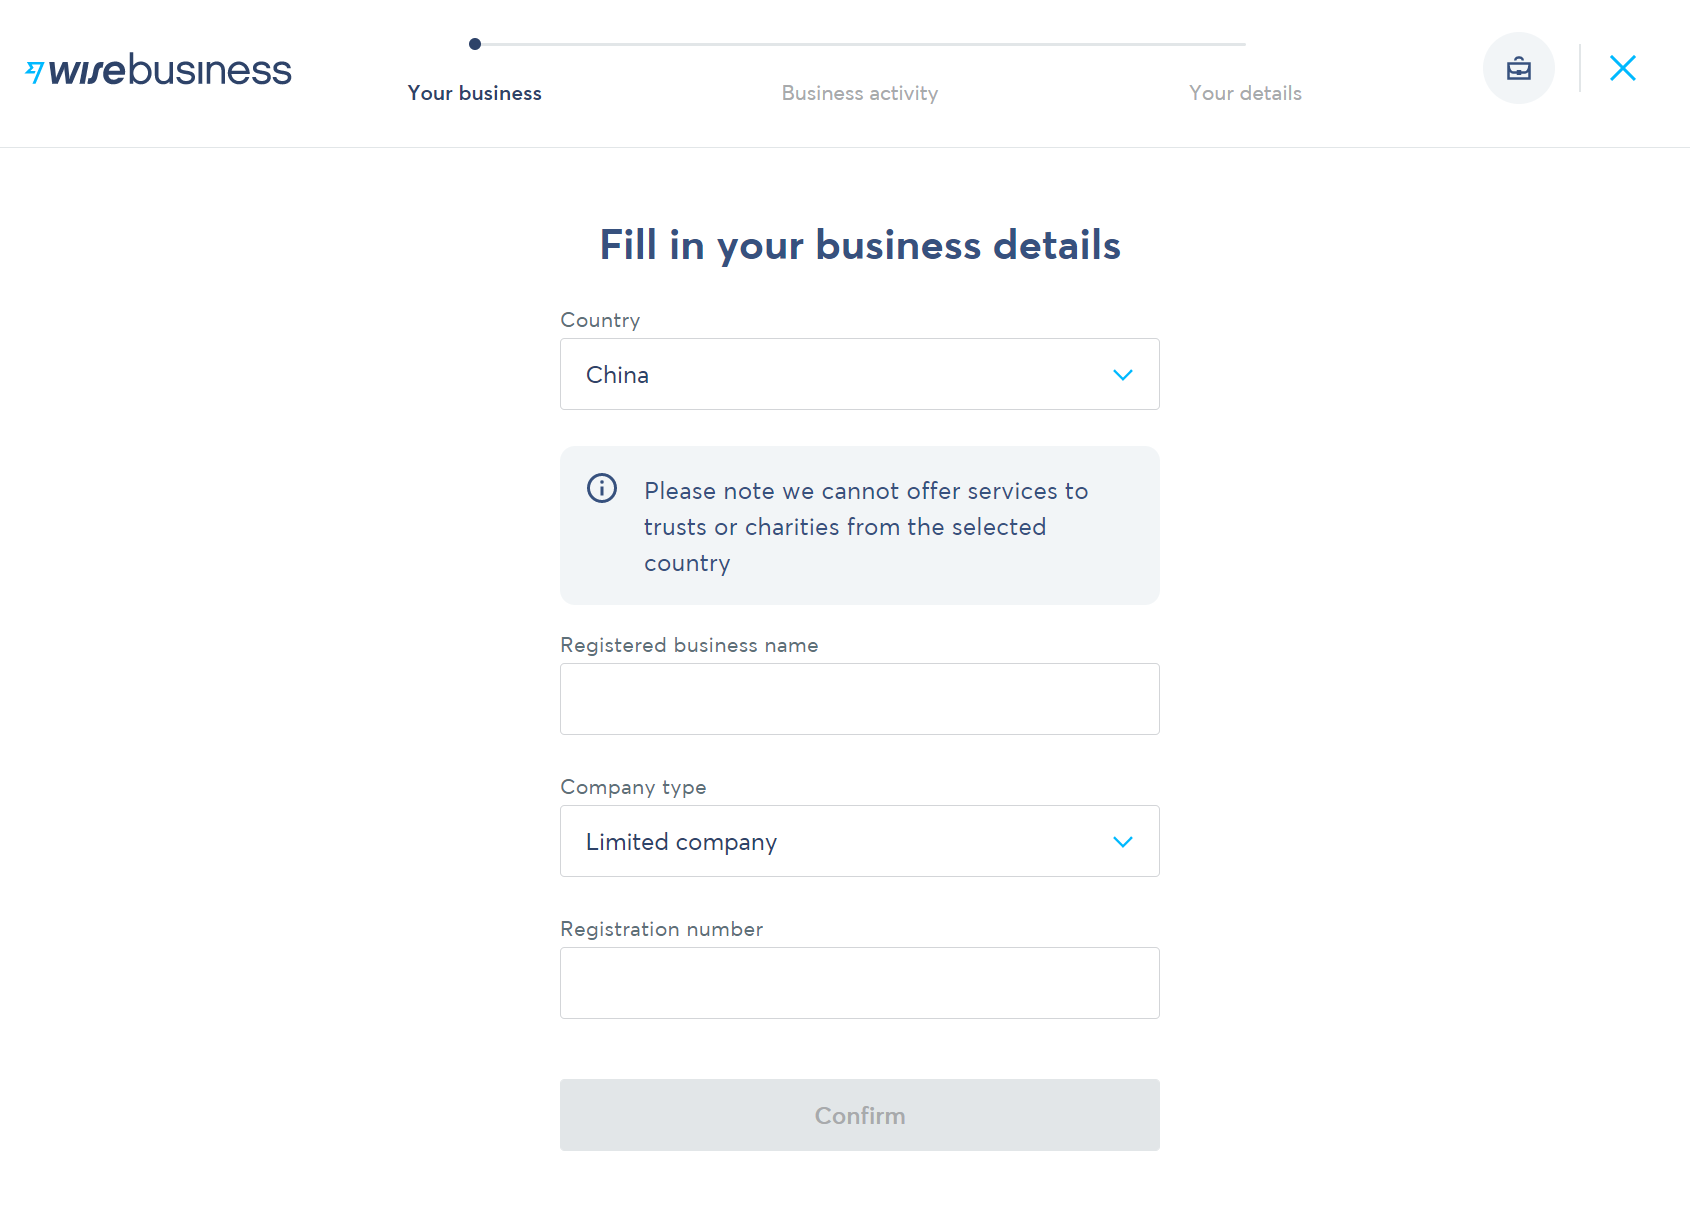 wirebusiness
Your business
Business activity
Your details
Fill in your business details
Country
China
Please note we cannot offer services to
trusts or charities from the selected
country
Registered business name
Company type
Limited company
Registration number
Confirm